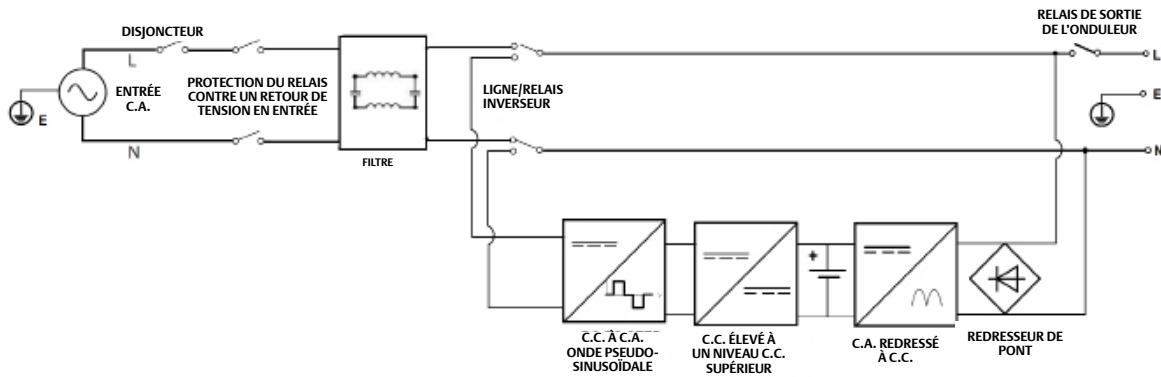 DISJONCTEUR
RELAIS DE SORTIE
DE L'ONDULEUR
L
L
PROTECTION DU RELAIS
CONTRE UN RETOUR DE
TENSION EN ENTRÉE
ENTRÉE
C.A.
LIGNE/RELAIS
INVERSEUR
E
E
N
FILTRE
N
+
C.C. À C.A.
ONDE PSEUDO-
SINUSOÏDALE
C.C. ÉLEVÉ À
UN NIVEAU C.C.
SUPÉRIEUR
C.A. REDRESSÉ
À C.C.
REDRESSEUR DE
PONT